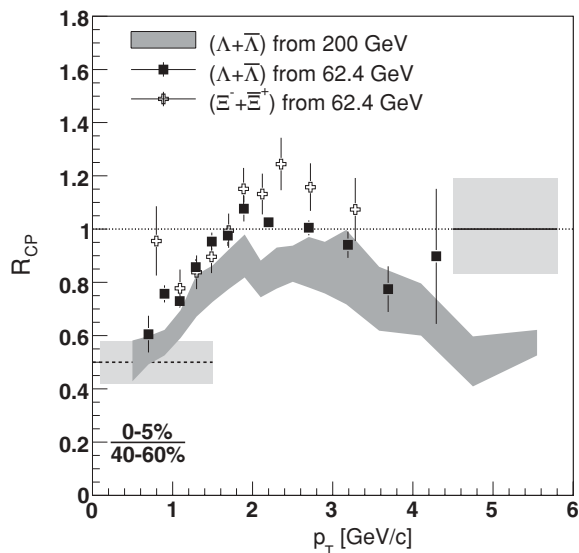 1.8
1.6
1.4
1.2
1
0.8
0.6
0.4
0.2
0
R_CP
(Λ+Λ̅) from 200 GeV
(Λ+Λ̅) from 62.4 GeV
(Ξ⁻+Ξ̅⁺) from 62.4 GeV
0-5%
40-60%
0 1 2 3 4 5 6
p_T [GeV/c]